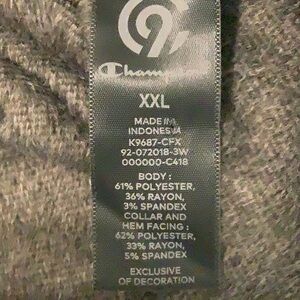 C9
Champion
XXL
MADE IN
INDONESIA
K9687-CFX
92-072018-3W
000000-C418
BODY :
61% POLYESTER,
36% RAYON,
3% SPANDEX
COLLAR AND
HEM FACING :
62% POLYESTER,
33% RAYON,
5% SPANDEX
EXCLUSIVE
OF DECORATION